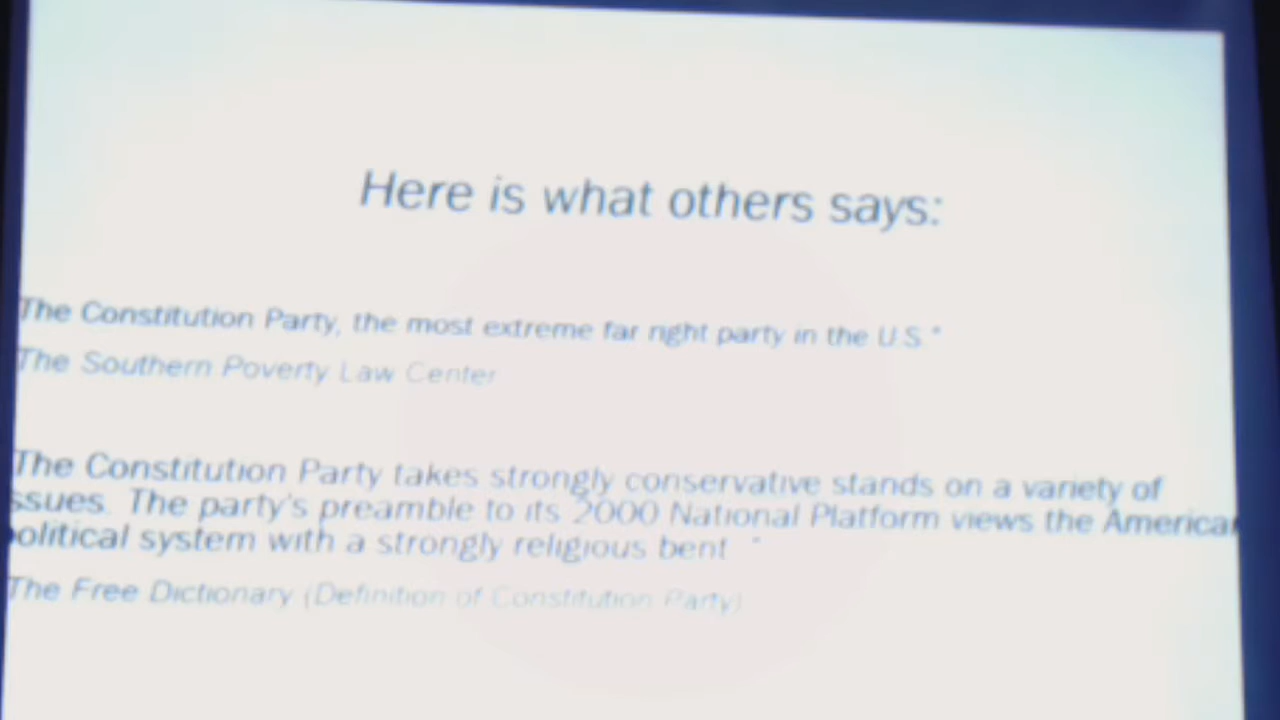 Here is what others says:
The Constitution Party, the most extreme far right party in the U.S."
The Southern Poverty Law Center
The Constitution Party takes strongly conservative stands on a variety of
issues. The party's preamble to its 2000 National Platform views the American
political system with a strongly religious bent "
The Free Dictionary (Definition of Constitution Party)